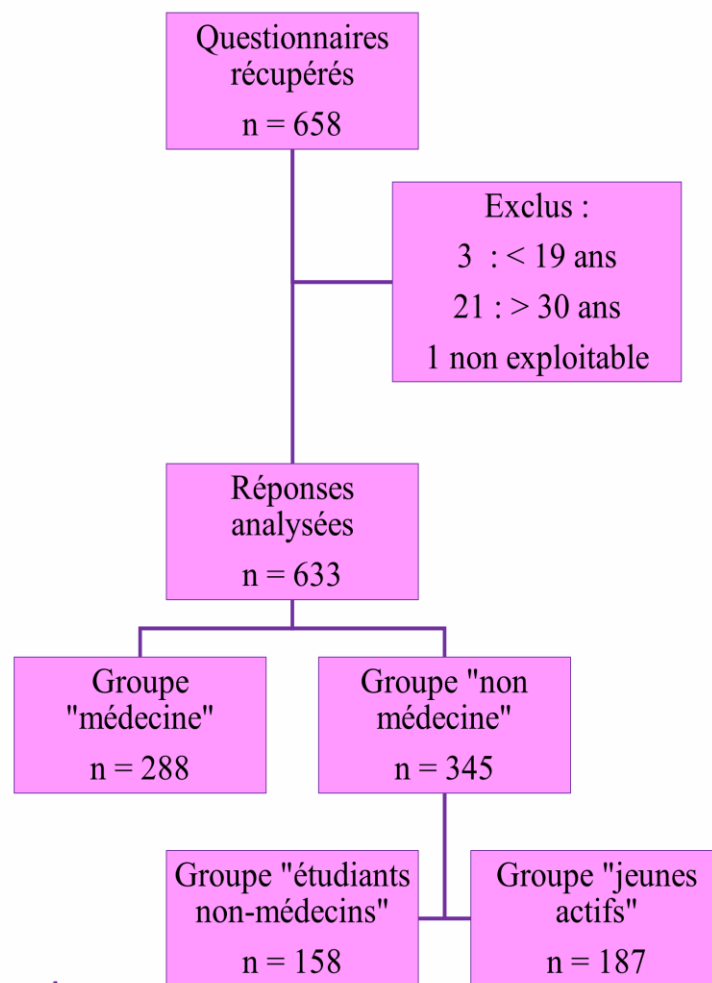 Questionnaires
récupérés
n = 658
Exclus :
3  : < 19 ans
21 : > 30 ans
1 non exploitable
Réponses
analysées
n = 633
Groupe
"médecine"
n = 288
Groupe "non
médecine"
n = 345
Groupe "étudiants
non-médecins"
n = 158
Groupe "jeunes
actifs"
n = 187